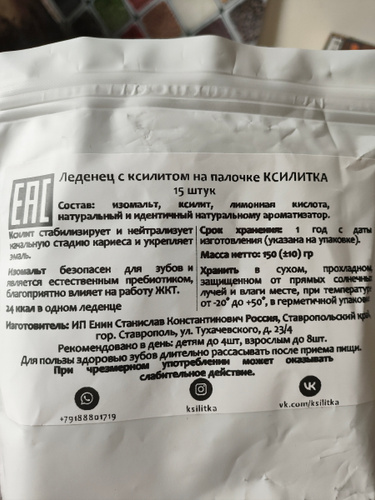 EAC
Леденец с ксилитом на палочке КСИЛИТКА
15 штук
Состав: изомальт, ксилит, лимонная кислота,
натуральный и идентичный натуральному ароматизатор.
Ксилит стабилизирует и нейтрализует
начальную стадию кариеса и укрепляет
эмаль.
Изомальт безопасен для зубов и
является естественным пребиотиком,
благоприятно влияет на работу ЖКТ.
24 ккал в одном леденце
Срок хранения: 1 год с даты
изготовления (указана на упаковке).
Масса нетто: 150 (±10) гр
Хранить в сухом, прохладном,
защищенном от прямых солнечных
лучей и влаги месте, при температуре
от -20° до +50°, в герметичной упаковке
Изготовитель: ИП Енин Станислав Константинович Россия, Ставропольский край,
гор. Ставрополь, ул. Тухачевского, д. 23/4
Рекомендовано в день: детям до 4шт, взрослым до 8шт.
Для пользы здоровью зубов длительно рассасывать после приема пищи.
При чрезмерном употреблении может оказывать
слабительное действие.
+79188801719
ksilitka
vk.com/ksilitka